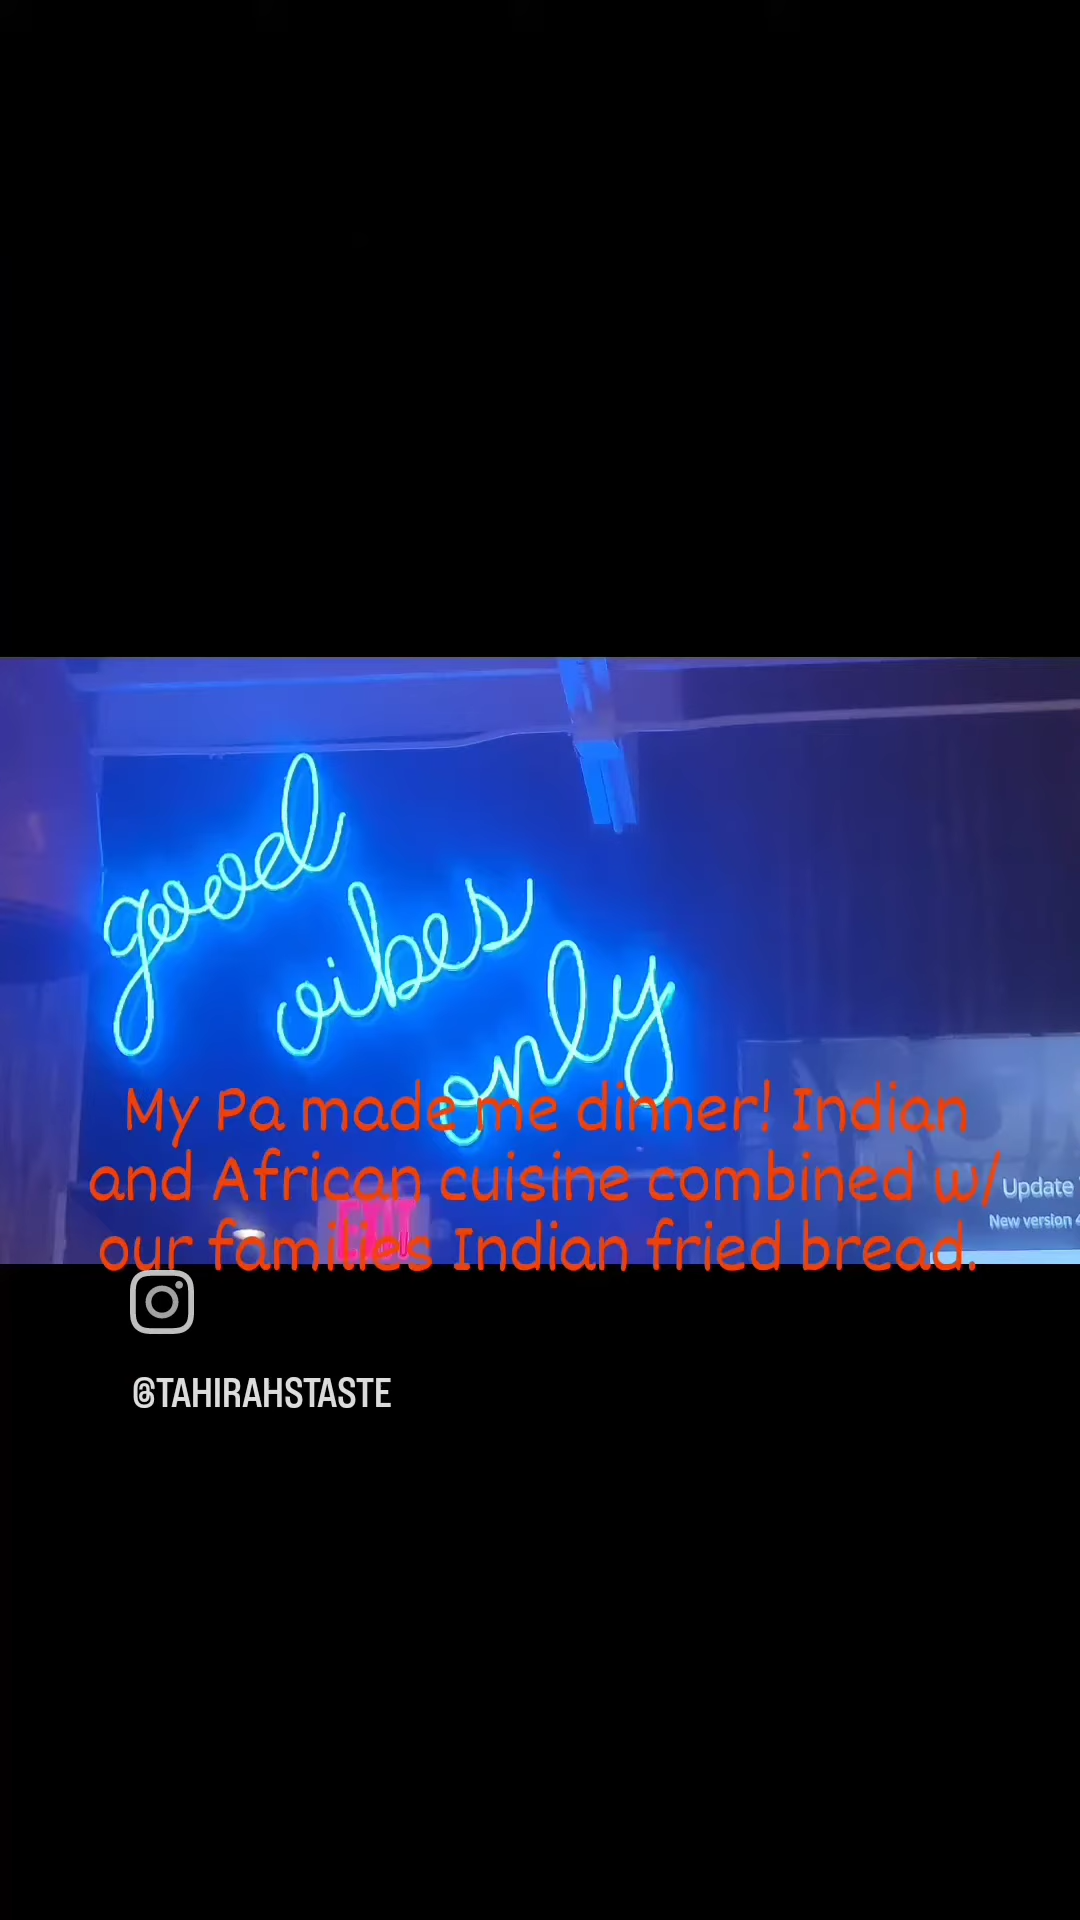 good
vibes
only
My Pa made me dinner! Indian
and African cuisine combined w/
our families Indian fried bread.
Update
New version
EXIT
@TAHIRAHSTASTE